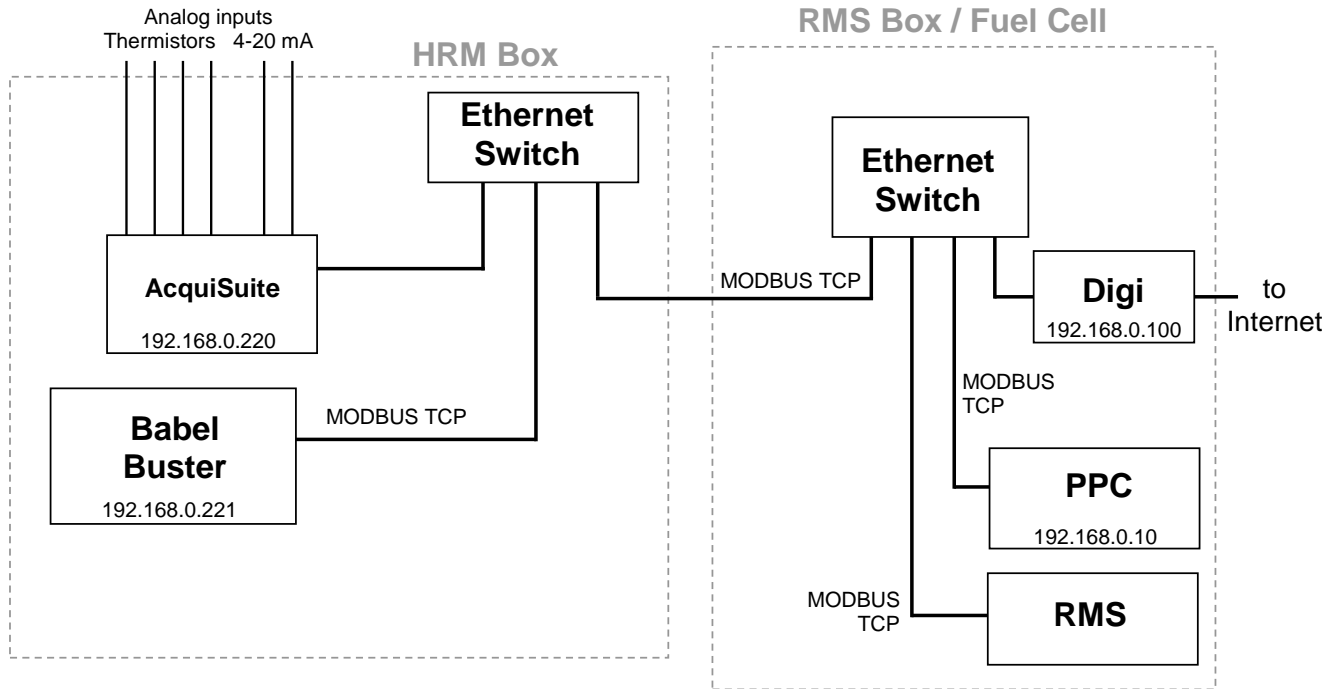 Analog inputs
Thermistors 4-20 mA
HRM Box
Ethernet
Switch
AcquiSuite
192.168.0.220
Babel
Buster
192.168.0.221
MODBUS TCP
MODBUS TCP
RMS Box / Fuel Cell
Ethernet
Switch
Digi
192.168.0.100
to
Internet
MODBUS
TCP
PPC
192.168.0.10
MODBUS
TCP
RMS